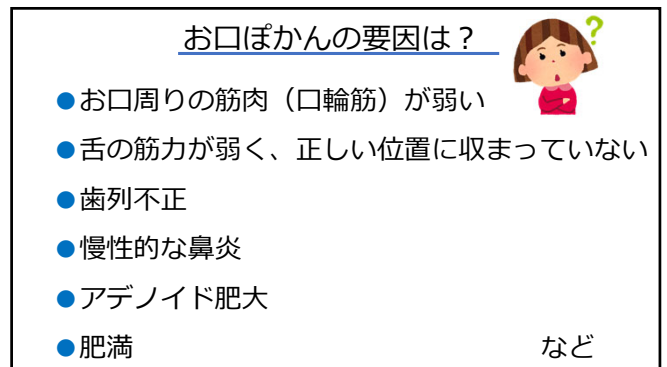 お口ぽかんの要因は？
●お口周りの筋肉（口輪筋）が弱い
●舌の筋力が弱く、正しい位置に収まっていない
●歯列不正
●慢性的な鼻炎
●アデノイド肥大
●肥満 など